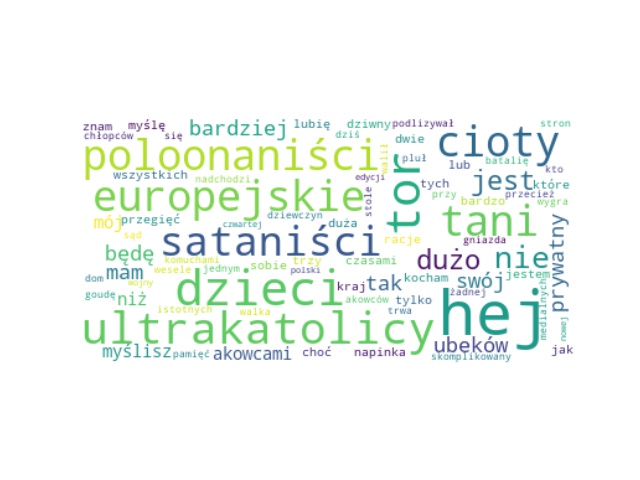 znam myślę bardziej lubię dziwny podlizywał stron
chłopców się dziś dwie cioty
poloonaniści walił pluł lub batalię kto
wszystkich nadchodzi edycji tor tych jest które
europejskie stole przy bardzo przecież wygra
mój przegięć czwartej dziewczyn duża tani prywatny
sąd sataniści racje gniazda
będę komuchami trzy czasami dużo nie
dom mam wesele jednym sobie polski kocham swój jestem
wojny dzieci kraj tak żadnej medialnych
goudę niż akowców tylko hej nowej
istotnych walka trwa
ultrakatolicy ubeków
myślisz pamięć akowcami choć napinka skomplikowany jak